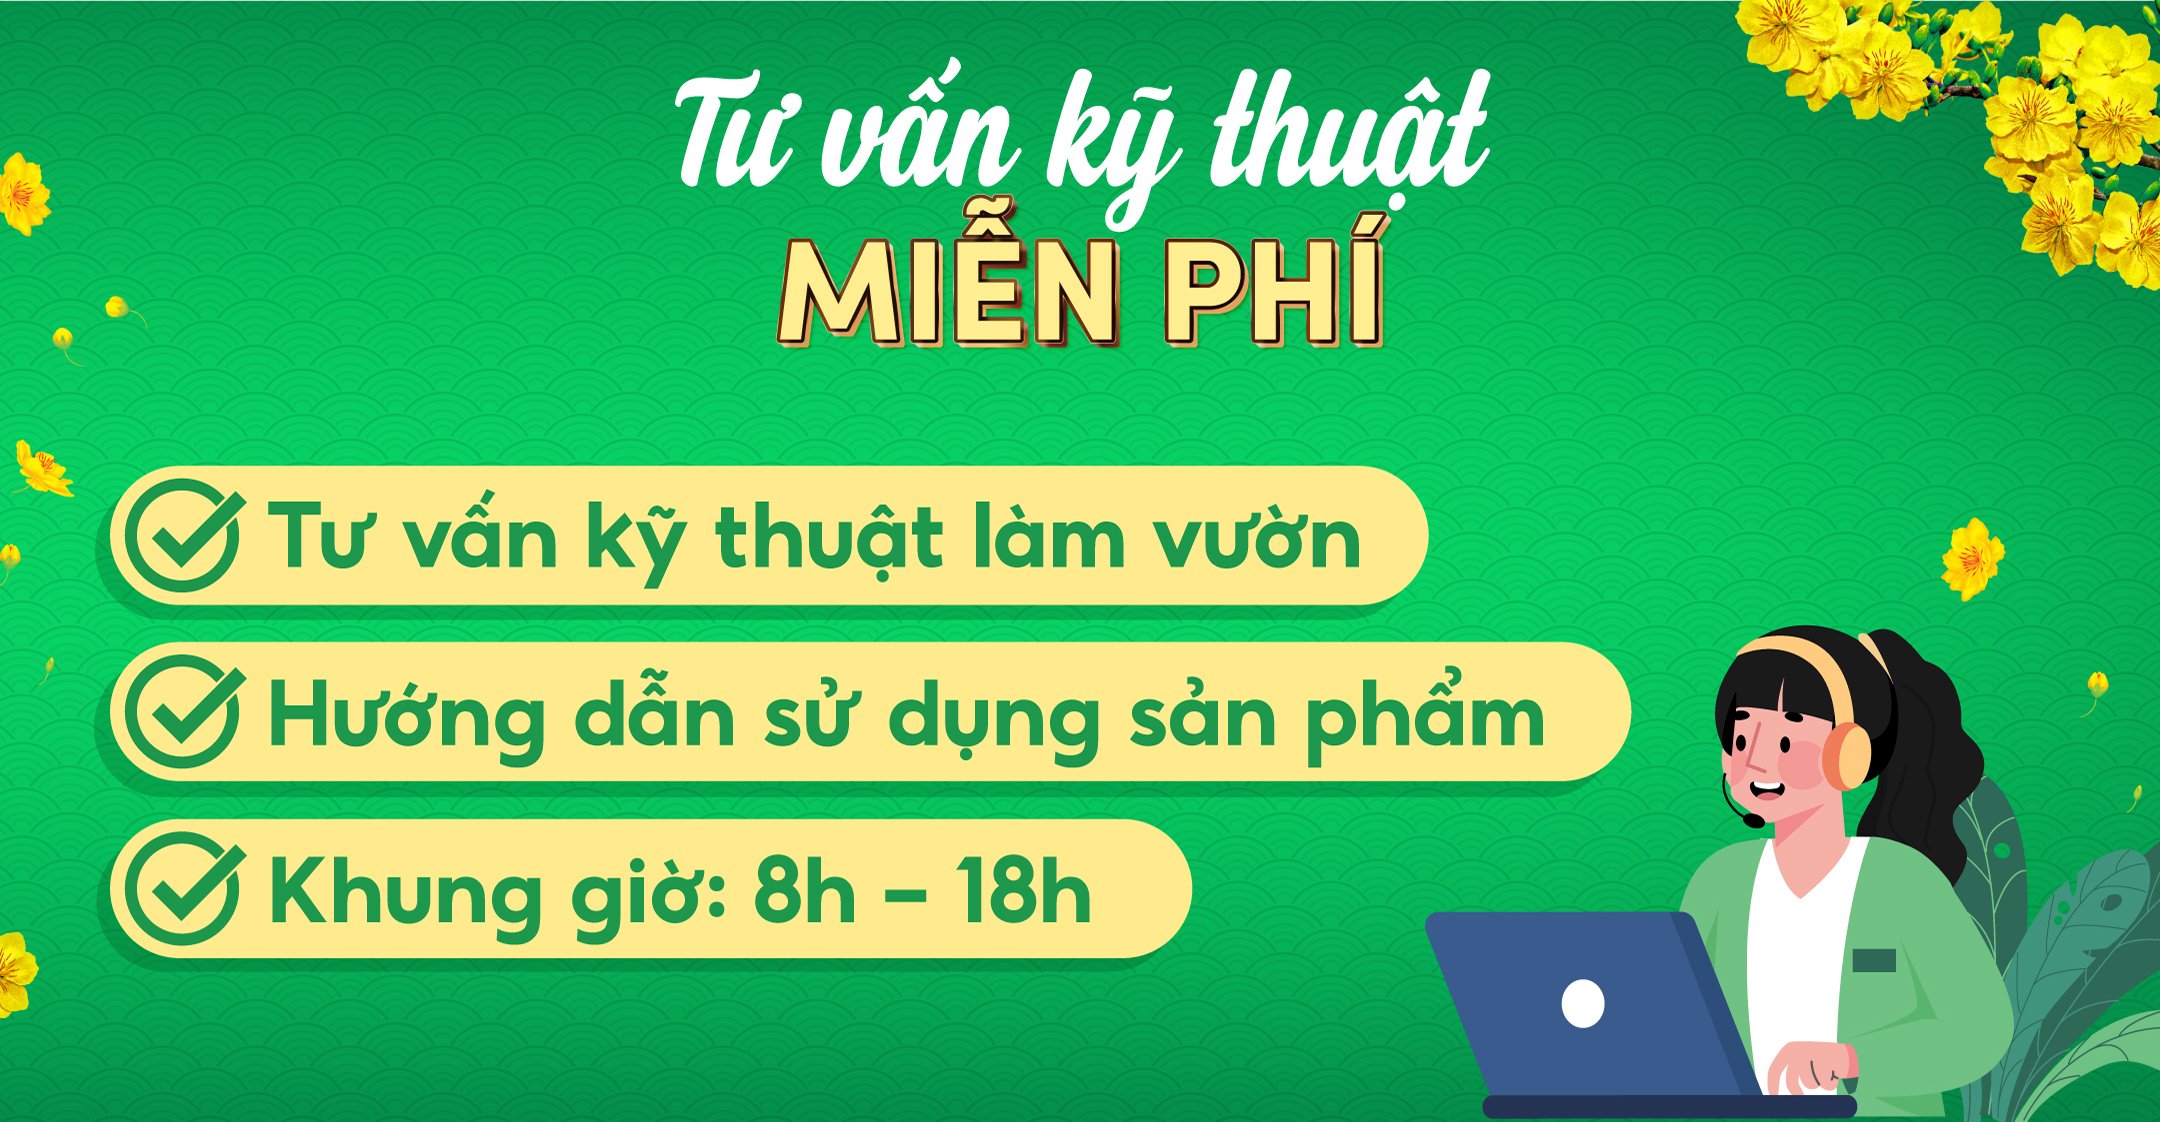 Tư vấn kỹ thuật
MIỄN PHÍ
Tư vấn kỹ thuật làm vườn
Hướng dẫn sử dụng sản phẩm
Khung giờ: 8h – 18h